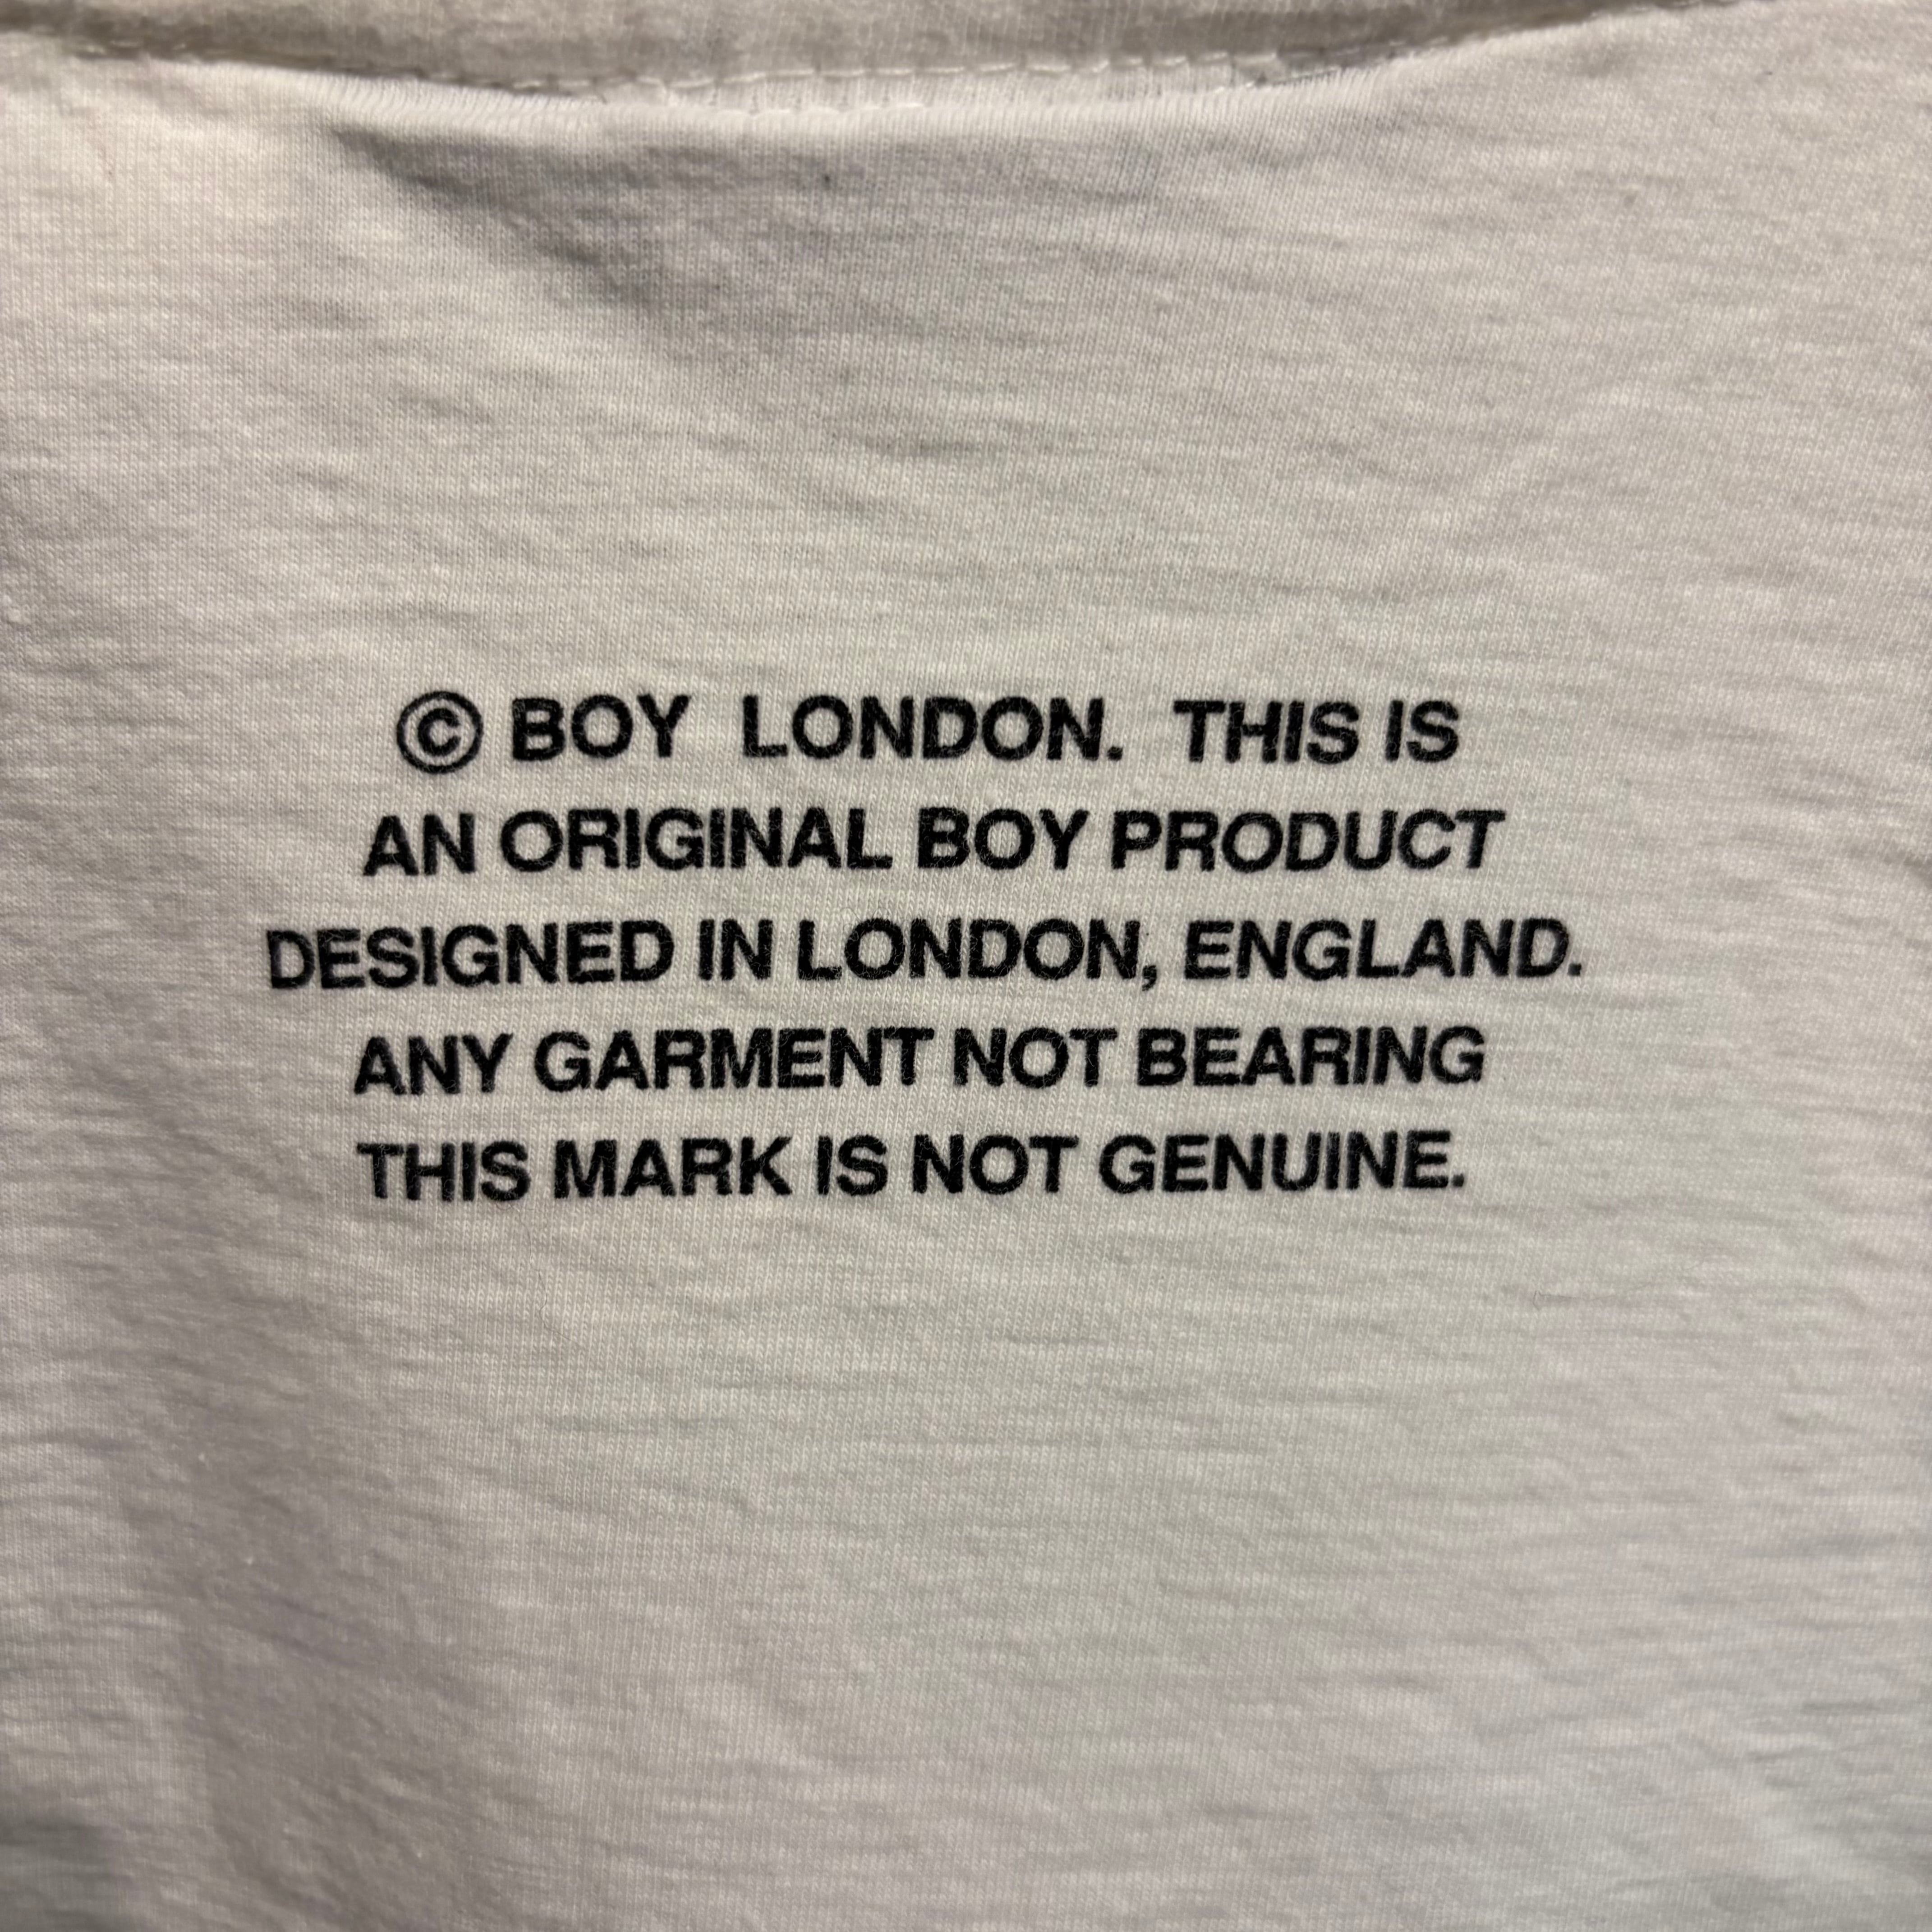 © BOY LONDON. THIS IS
AN ORIGINAL BOY PRODUCT
DESIGNED IN LONDON, ENGLAND.
ANY GARMENT NOT BEARING
THIS MARK IS NOT GENUINE.